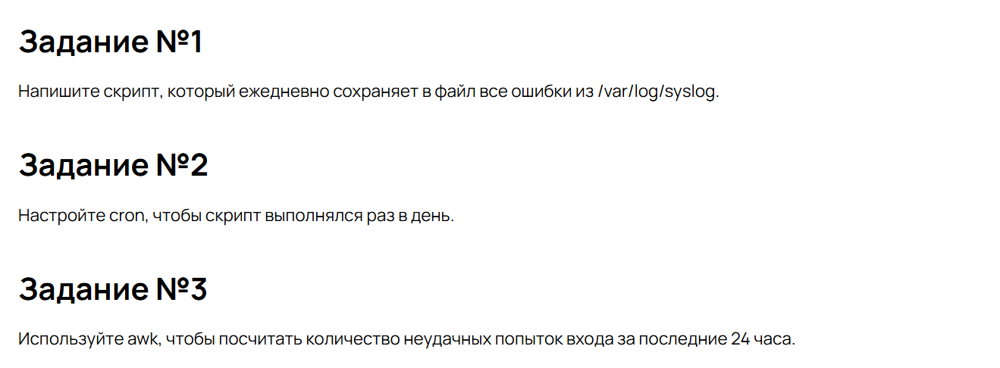 Задание №1
Напишите скрипт, который ежедневно сохраняет в файл все ошибки из /var/log/syslog.
Задание №2
Настройте cron, чтобы скрипт выполнялся раз в день.
Задание №3
Используйте awk, чтобы посчитать количество неудачных попыток входа за последние 24 часа.